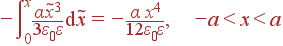 -∫₀ˣ (αx̃³)/(3ε₀ε) dx̃ = -(α x⁴)/(12ε₀ε), -a < x < a